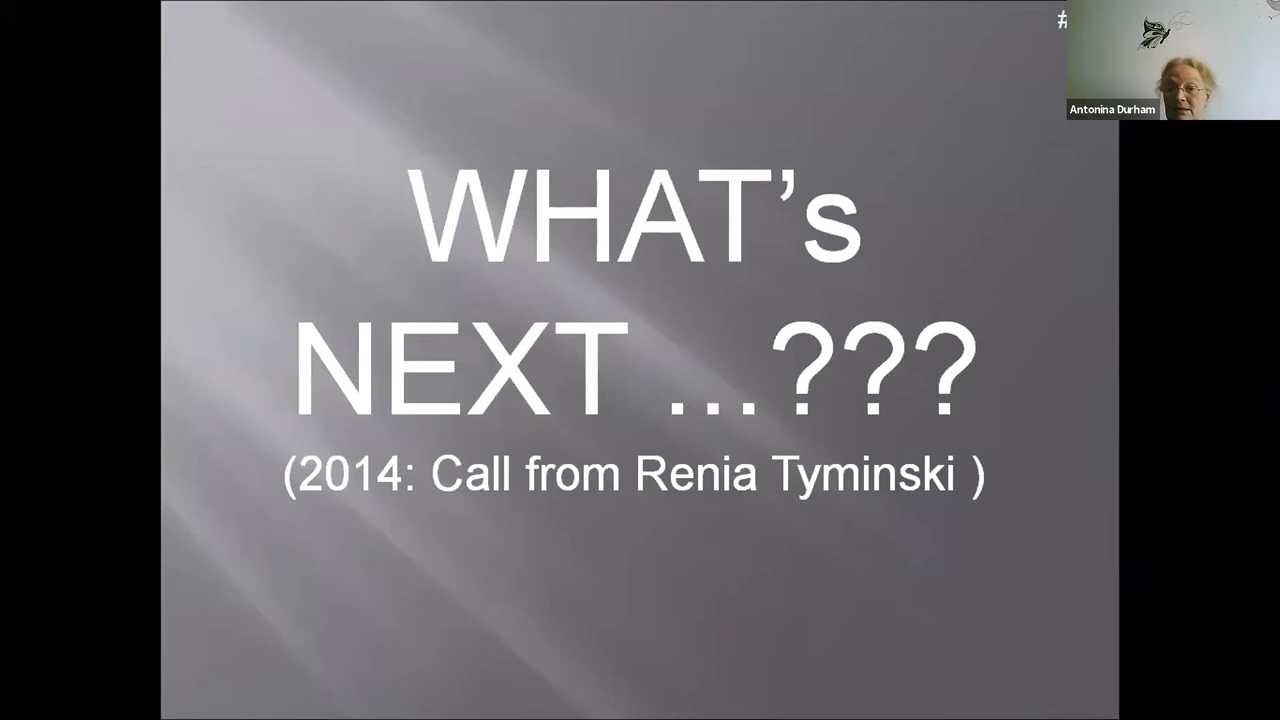 #
WHAT’s
NEXT ...???
(2014: Call from Renia Tyminski )
Antonina Durham